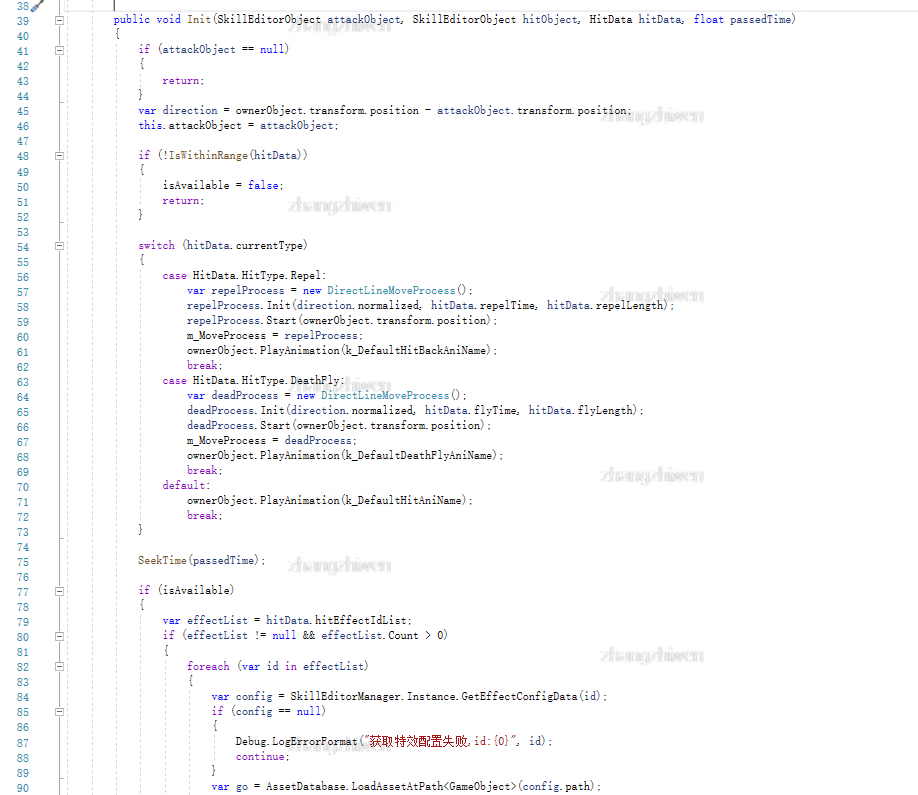 38
39 public void Init(SkillEditorObject attackObject, SkillEditorObject hitObject, HitData hitData, float passedTime)
40 {
41 if (attackObject == null)
42 {
43 return;
44 }
45 var direction = ownerObject.transform.position - attackObject.transform.position;
46 this.attackObject = attackObject;
47
48 if (!IsWithinRange(hitData))
49 {
50 isAvailable = false;
51 return;
52 }
53
54 switch (hitData.currentType)
55 {
56 case HitData.HitType.Repel:
57 var repelProcess = new DirectLineMoveProcess();
58 repelProcess.Init(direction.normalized, hitData.repelTime, hitData.repelLength);
59 repelProcess.Start(ownerObject.transform.position);
60 m_MoveProcess = repelProcess;
61 ownerObject.PlayAnimation(k_DefaultHitBackAniName);
62 break;
63 case HitData.HitType.DeathFly:
64 var deadProcess = new DirectLineMoveProcess();
65 deadProcess.Init(direction.normalized, hitData.flyTime, hitData.flyLength);
66 deadProcess.Start(ownerObject.transform.position);
67 m_MoveProcess = deadProcess;
68 ownerObject.PlayAnimation(k_DefaultDeathFlyAniName);
69 break;
70 default:
71 ownerObject.PlayAnimation(k_DefaultHitAniName);
72 break;
73 }
74
75 SeekTime(passedTime);
76
77 if (isAvailable)
78 {
79 var effectList = hitData.hitEffectIdList;
80 if (effectList != null && effectList.Count > 0)
81 {
82 foreach (var id in effectList)
83 {
84 var config = SkillEditorManager.Instance.GetEffectConfigData(id);
85 if (config == null)
86 {
87 Debug.LogErrorFormat("获取特效配置失败,id:{0}", id);
88 continue;
89 }
90 var go = AssetDatabase.LoadAssetAtPath<GameObject>(config.path);
zhangzhiwen
zhangzhiwen
zhangzhiwen
zhangzhiwen
zhangzhiwen
zhangzhiwen
zhangzhiwen
zhangzhiwen
zhangzhiwen